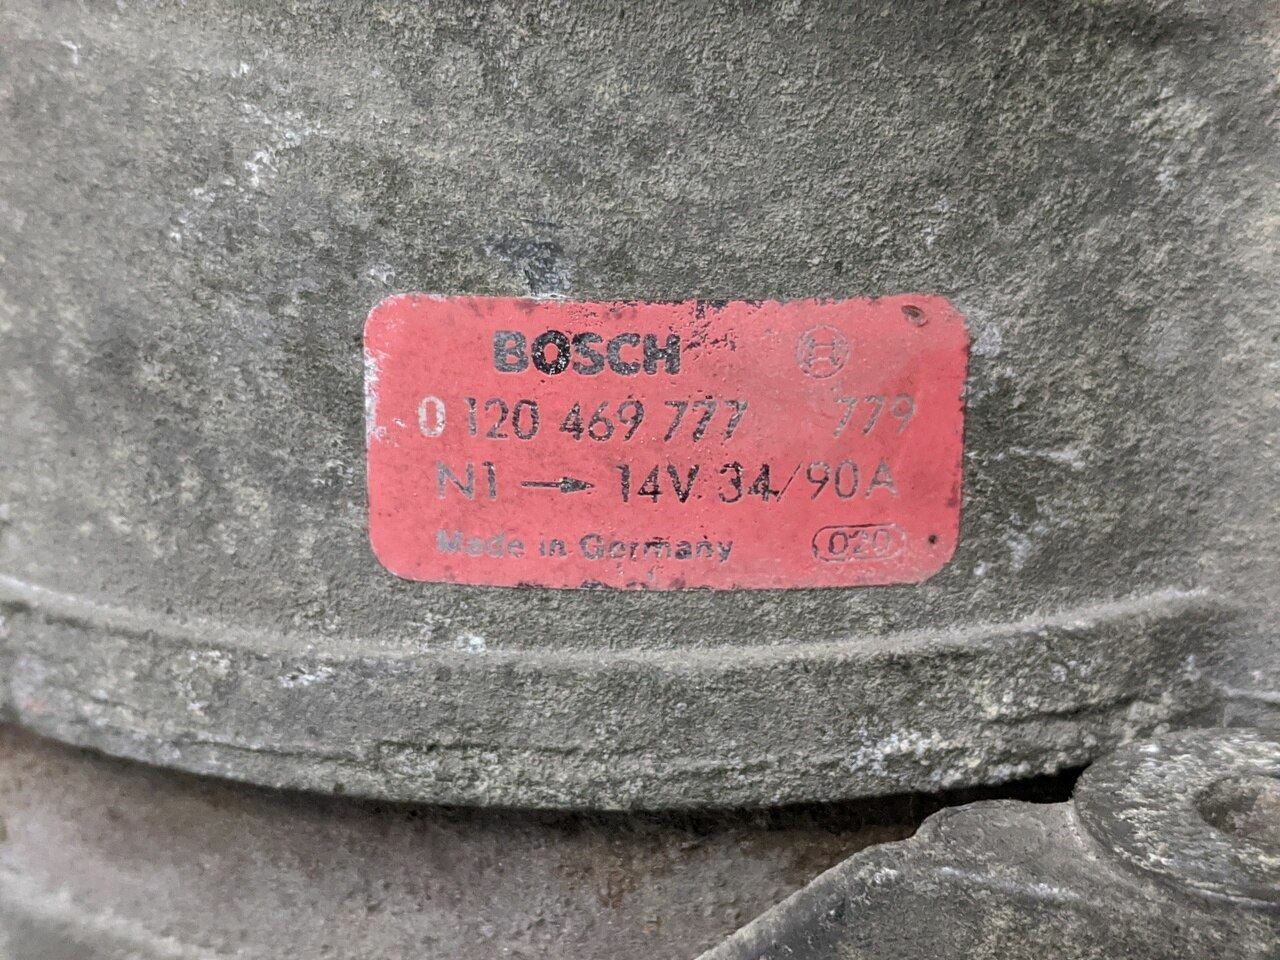 BOSCH
0 120 469 777 779
N1 → 14V 34/90A
Made in Germany 020